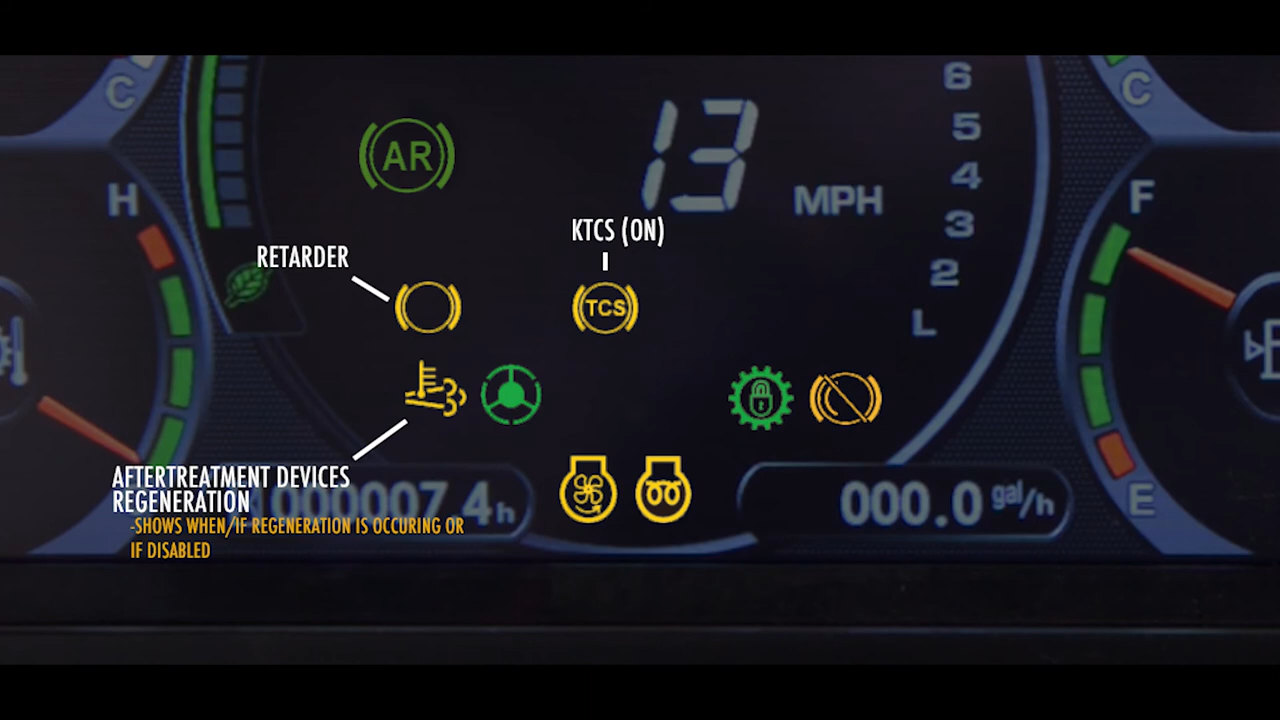 C
6
C
13
5
AR
4
MPH
H
F
3
KTCS (ON)
RETARDER
2
TCS
L
AFTERTREATMENT DEVICES
REGENERATION
-SHOWS WHEN/IF REGENERATION IS OCCURING OR
IF DISABLED
000007.4h
000.0 gal/h
E